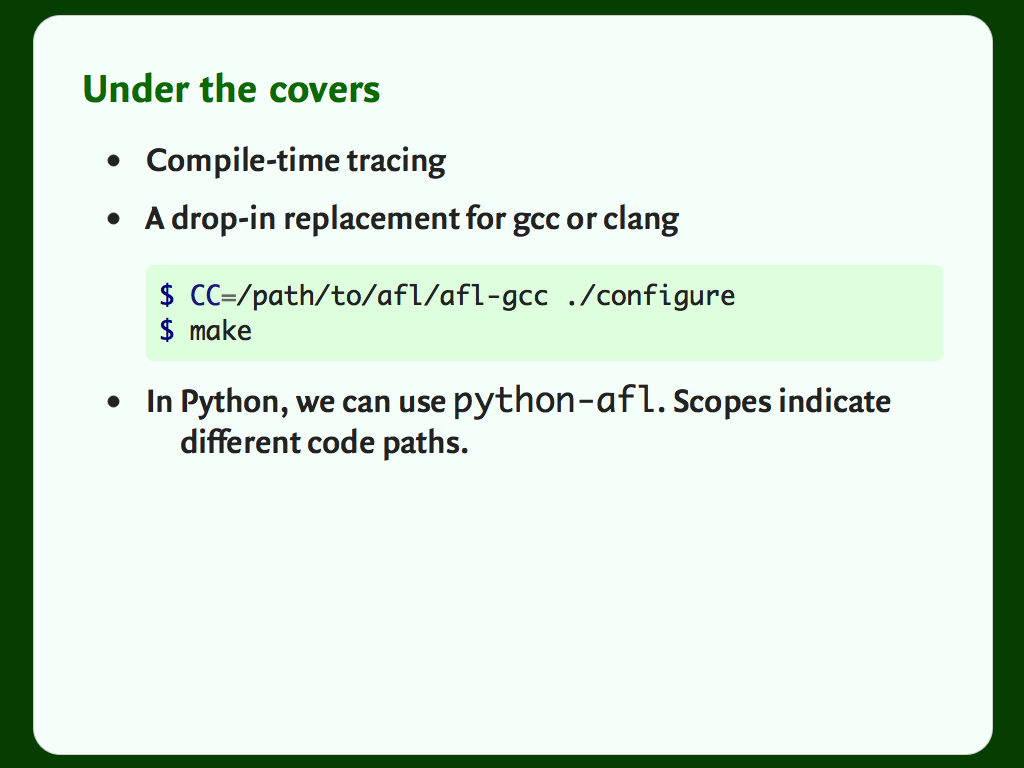 Under the covers
• Compile-time tracing
• A drop-in replacement for gcc or clang
$ CC=/path/to/afl/afl-gcc ./configure
$ make
• In Python, we can use python-afl. Scopes indicate
different code paths.